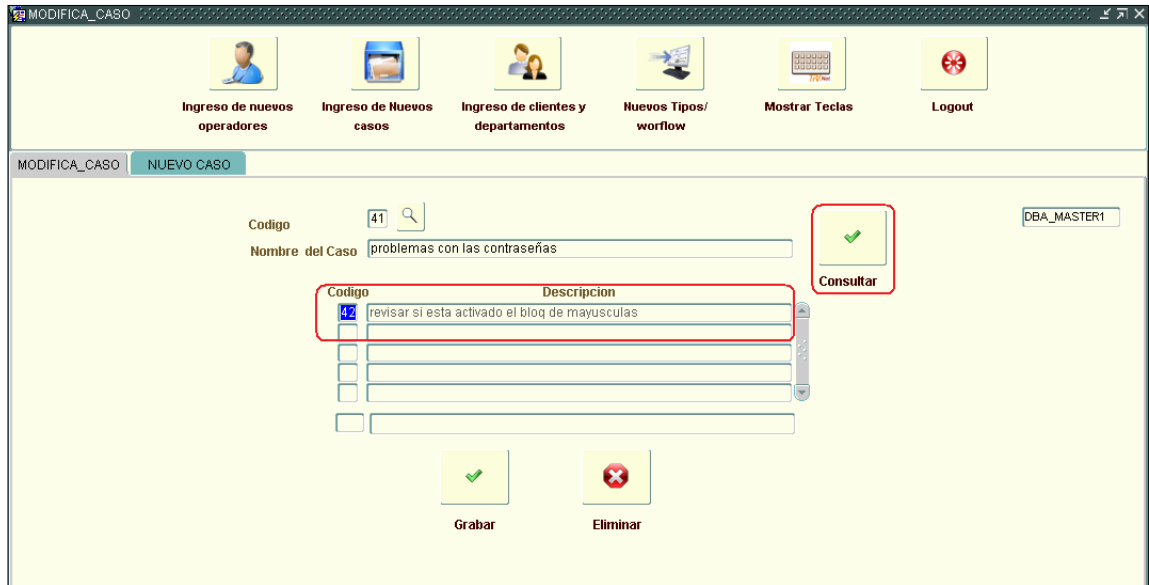 MODIFICA_CASO
Ingreso de nuevos operadores
Ingreso de Nuevos casos
Ingreso de clientes y departamentos
Nuevos Tipos/ worflow
Mostrar Teclas
Logout
MODIFICA_CASO NUEVO CASO
Codigo 41
DBA_MASTER1
Nombre del Caso problemas con las contraseñas
Consultar
Codigo Descripcion
42 revisar si esta activado el bloq de mayusculas
Grabar Eliminar